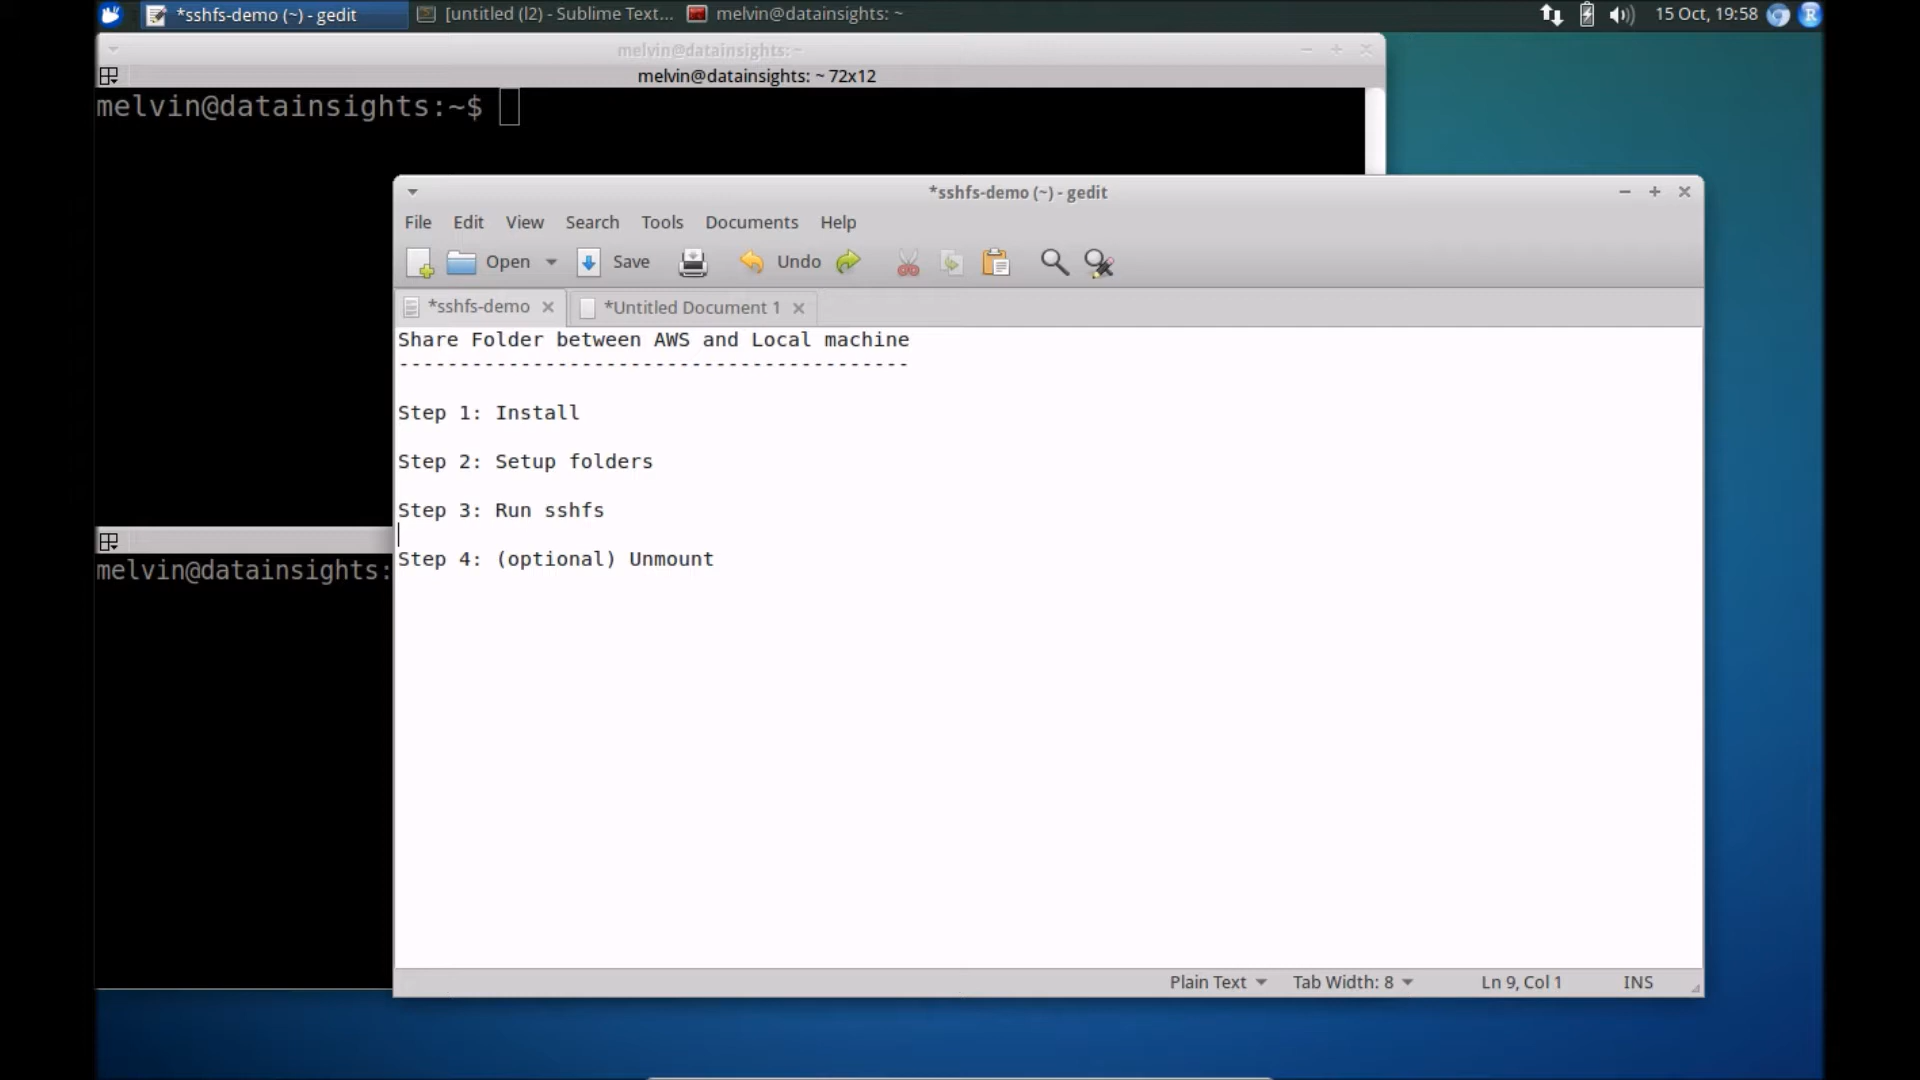 *sshfs-demo (~) - gedit [untitled (l2) - Sublime Text... melvin@datainsights: ~ 15 Oct, 19:58
melvin@datainsights: ~
melvin@datainsights: ~ 72x12
melvin@datainsights:~$
*sshfs-demo (~) - gedit
File Edit View Search Tools Documents Help
Open Save Undo
*sshfs-demo *Untitled Document 1
Share Folder between AWS and Local machine
------------------------------------------
Step 1: Install
Step 2: Setup folders
Step 3: Run sshfs
Step 4: (optional) Unmount
melvin@datainsights:
Plain Text Tab Width: 8 Ln 9, Col 1 INS